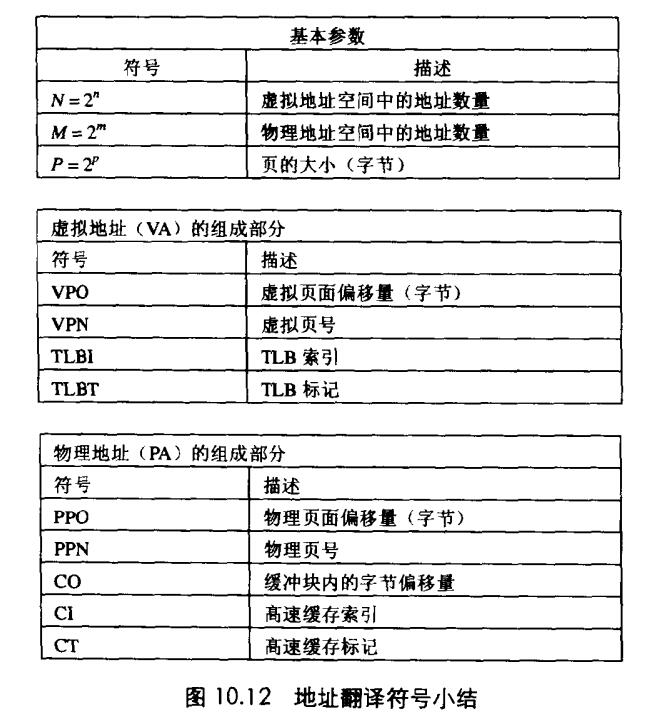 基本参数
符号 描述
N = 2ⁿ 虚拟地址空间中的地址数量
M = 2ᵐ 物理地址空间中的地址数量
P = 2ᵖ 页的大小（字节）
虚拟地址（VA）的组成部分
符号 描述
VPO 虚拟页面偏移量（字节）
VPN 虚拟页号
TLBI TLB 索引
TLBT TLB 标记
物理地址（PA）的组成部分
符号 描述
PPO 物理页面偏移量（字节）
PPN 物理页号
CO 缓冲块内的字节偏移量
CI 高速缓存索引
CT 高速缓存标记
图 10.12 地址翻译符号小结